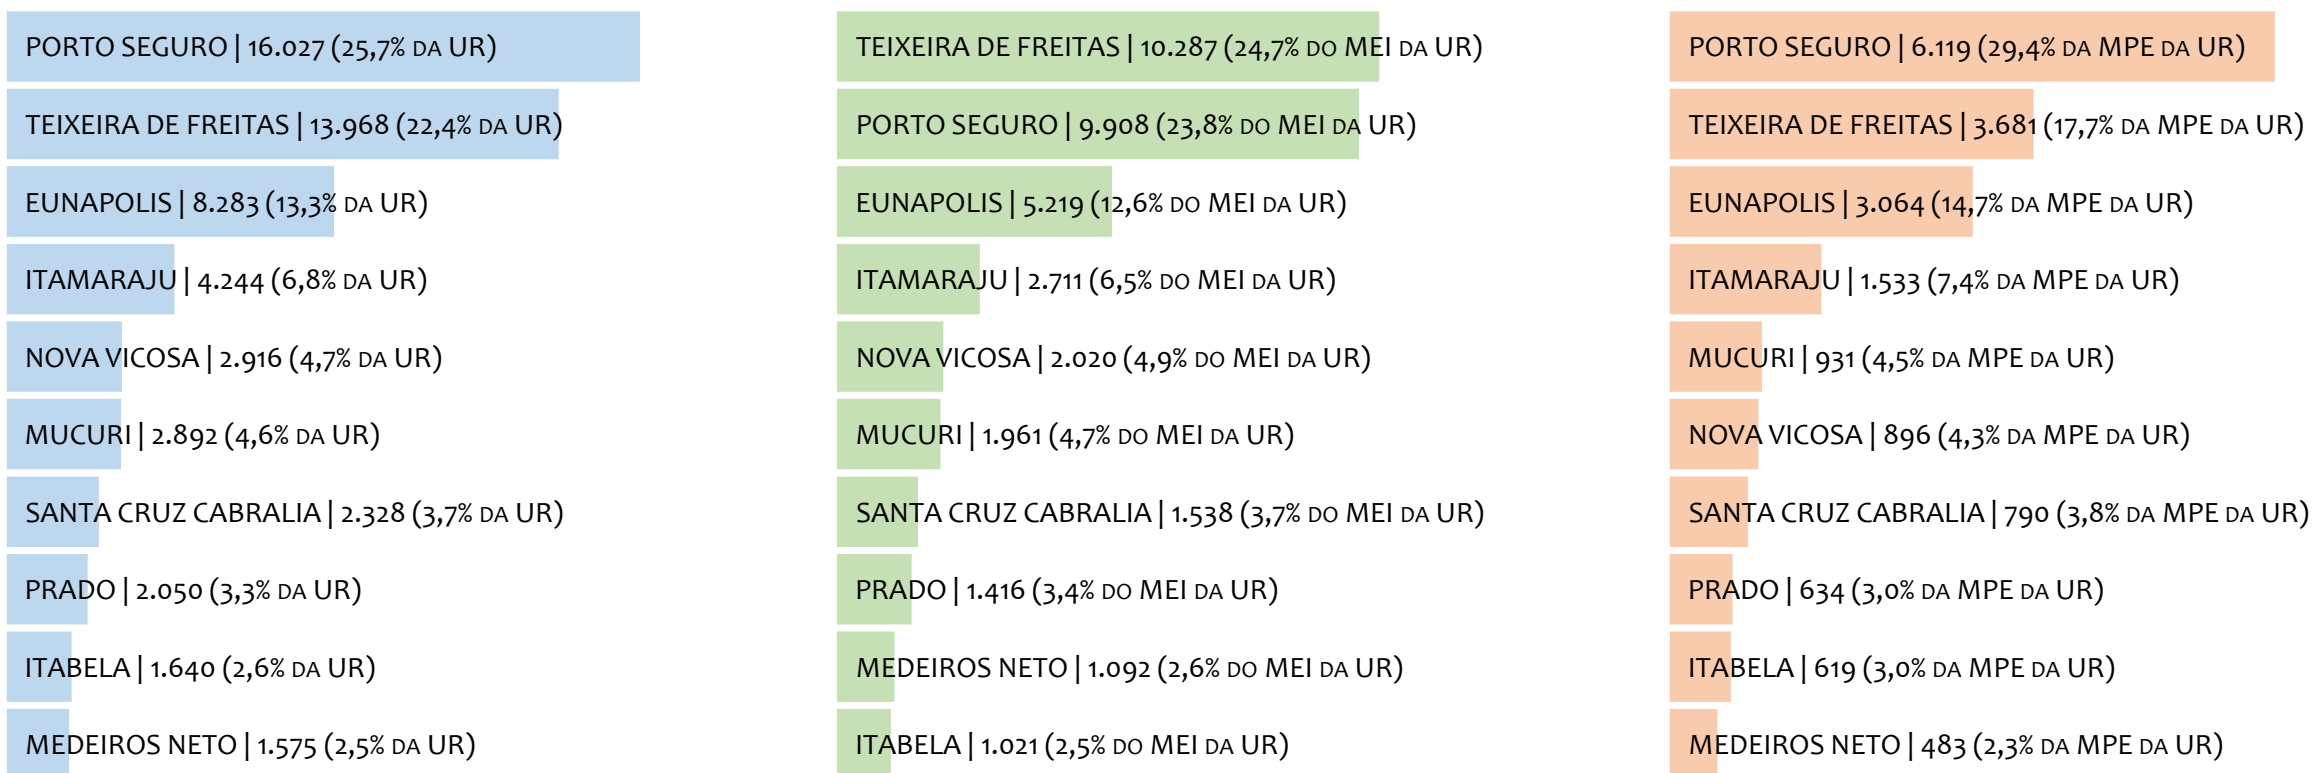 PORTO SEGURO | 16.027 (25,7% DA UR)
TEIXEIRA DE FREITAS | 13.968 (22,4% DA UR)
EUNAPOLIS | 8.283 (13,3% DA UR)
ITAMARAJU | 4.244 (6,8% DA UR)
NOVA VICOSA | 2.916 (4,7% DA UR)
MUCURI | 2.892 (4,6% DA UR)
SANTA CRUZ CABRALIA | 2.328 (3,7% DA UR)
PRADO | 2.050 (3,3% DA UR)
ITABELA | 1.640 (2,6% DA UR)
MEDEIROS NETO | 1.575 (2,5% DA UR)
TEIXEIRA DE FREITAS | 10.287 (24,7% DO MEI DA UR)
PORTO SEGURO | 9.908 (23,8% DO MEI DA UR)
EUNAPOLIS | 5.219 (12,6% DO MEI DA UR)
ITAMARAJU | 2.711 (6,5% DO MEI DA UR)
NOVA VICOSA | 2.020 (4,9% DO MEI DA UR)
MUCURI | 1.961 (4,7% DO MEI DA UR)
SANTA CRUZ CABRALIA | 1.538 (3,7% DO MEI DA UR)
PRADO | 1.416 (3,4% DO MEI DA UR)
MEDEIROS NETO | 1.092 (2,6% DO MEI DA UR)
ITABELA | 1.021 (2,5% DO MEI DA UR)
PORTO SEGURO | 6.119 (29,4% DA MPE DA UR)
TEIXEIRA DE FREITAS | 3.681 (17,7% DA MPE DA UR)
EUNAPOLIS | 3.064 (14,7% DA MPE DA UR)
ITAMARAJU | 1.533 (7,4% DA MPE DA UR)
MUCURI | 931 (4,5% DA MPE DA UR)
NOVA VICOSA | 896 (4,3% DA MPE DA UR)
SANTA CRUZ CABRALIA | 790 (3,8% DA MPE DA UR)
PRADO | 634 (3,0% DA MPE DA UR)
ITABELA | 619 (3,0% DA MPE DA UR)
MEDEIROS NETO | 483 (2,3% DA MPE DA UR)